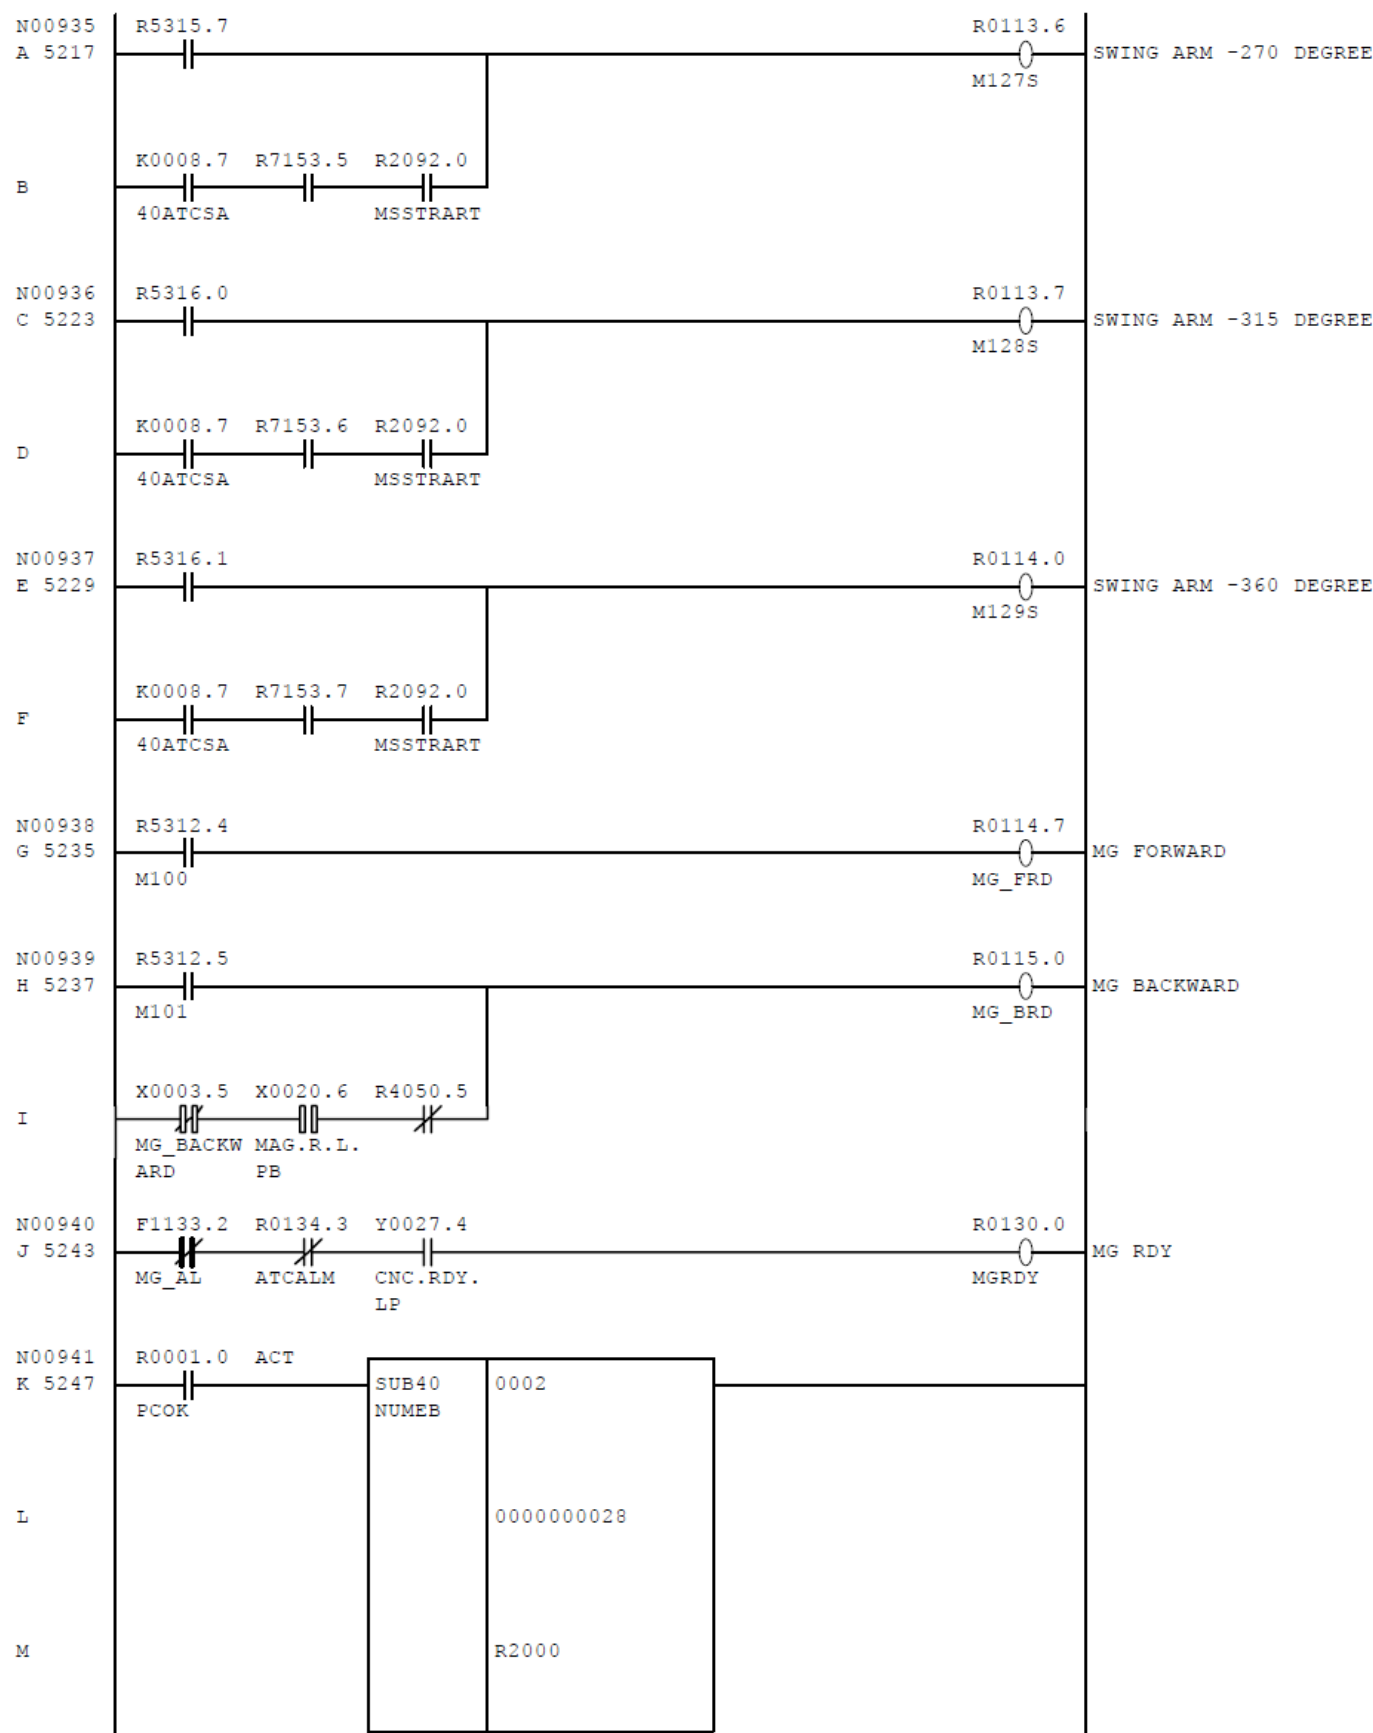 N00935 R5315.7 R0113.6
A 5217 SWING ARM -270 DEGREE
M127S
K0008.7 R7153.5 R2092.0
B
40ATCSA MSSTRART
N00936 R5316.0 R0113.7
C 5223 SWING ARM -315 DEGREE
M128S
K0008.7 R7153.6 R2092.0
D
40ATCSA MSSTRART
N00937 R5316.1 R0114.0
E 5229 SWING ARM -360 DEGREE
M129S
K0008.7 R7153.7 R2092.0
F
40ATCSA MSSTRART
N00938 R5312.4 R0114.7
G 5235 MG FORWARD
M100 MG_FRD
N00939 R5312.5 R0115.0
H 5237 MG BACKWARD
M101 MG_BRD
X0003.5 X0020.6 R4050.5
I
MG_BACKW MAG.R.L.
ARD PB
N00940 F1133.2 R0134.3 Y0027.4 R0130.0
J 5243 MG RDY
MG_AL ATCALM CNC.RDY. MGRDY
LP
N00941 R0001.0 ACT
K 5247 SUB40 0002
PCOK NUMEB
L 0000000028
M R2000